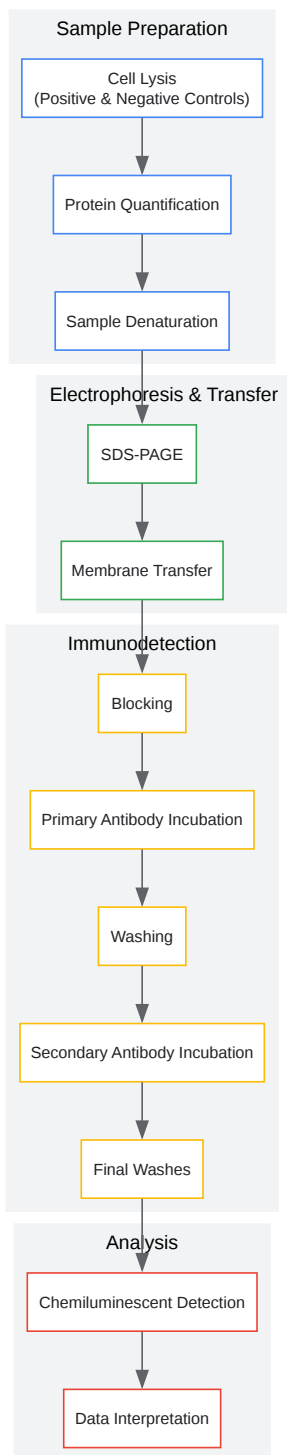 Sample Preparation
Cell Lysis
(Positive & Negative Controls)
Protein Quantification
Sample Denaturation
Electrophoresis & Transfer
SDS-PAGE
Membrane Transfer
Immunodetection
Blocking
Primary Antibody Incubation
Washing
Secondary Antibody Incubation
Final Washes
Analysis
Chemiluminescent Detection
Data Interpretation